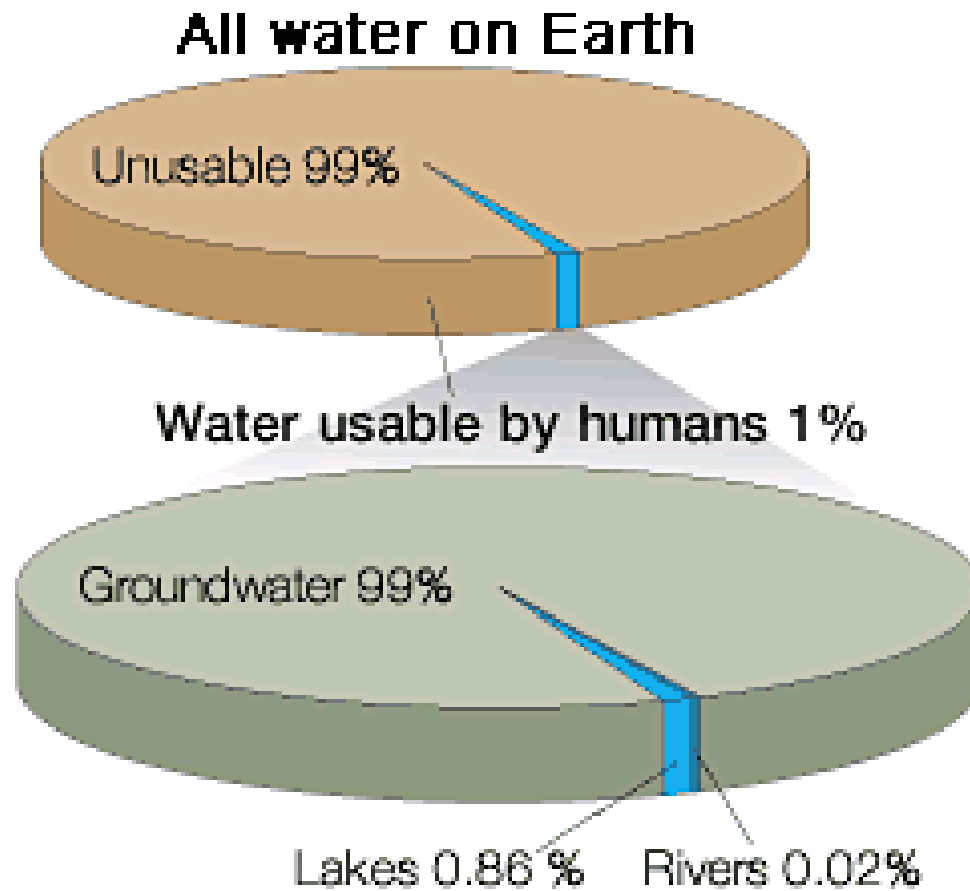 All water on Earth
Unusable 99%
Water usable by humans 1%
Groundwater 99%
Lakes 0.86 %
Rivers 0.02%